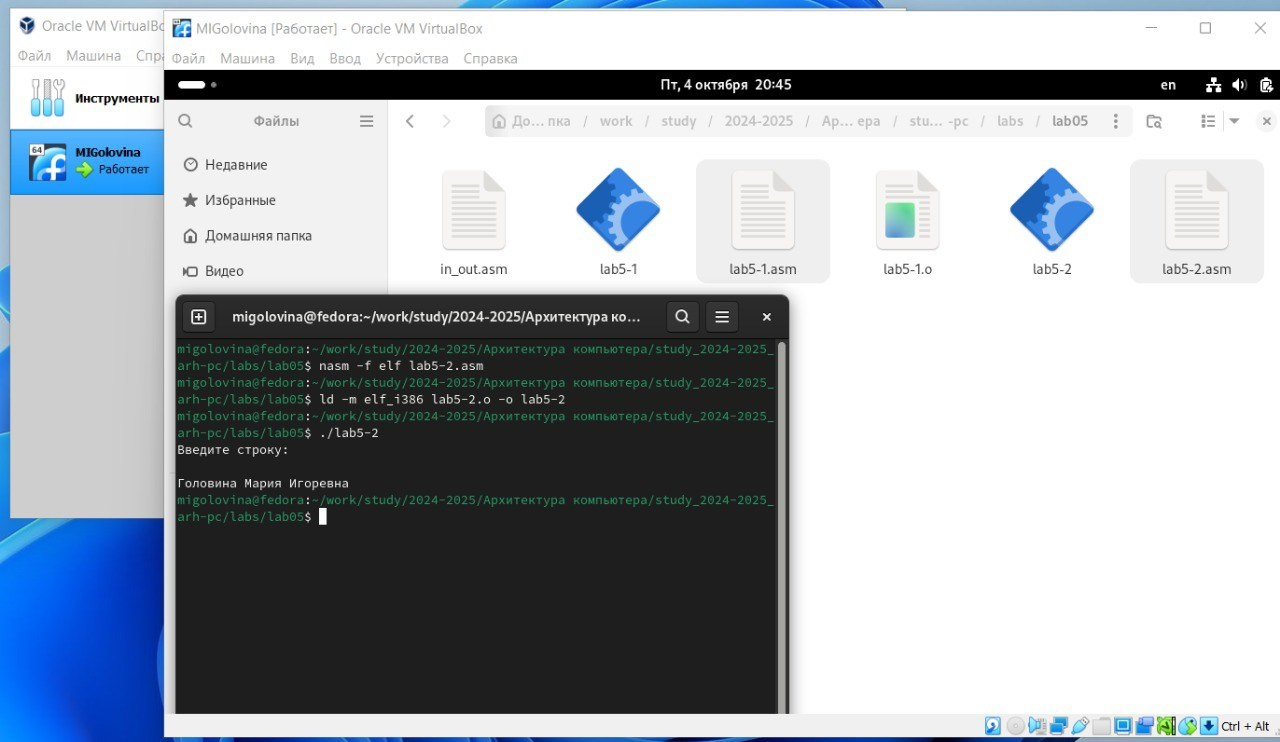 Oracle VM VirtualBo
Файл Машина Спра
Инструменты
64
MIGolovina
Работает
MIGolovina [Работает] - Oracle VM VirtualBox
Файл Машина Вид Ввод Устройства Справка
Пт, 4 октября 20:45
en
Файлы
До… пка / work / study / 2024-2025 / Ар… ера / stu… -pc / labs / lab05
Недавние
Избранные
Домашняя папка
Видео
in_out.asm
lab5-1
lab5-1.asm
lab5-1.o
lab5-2
lab5-2.asm
migolovina@fedora:~/work/study/2024-2025/Архитектура ко…
migolovina@fedora:~/work/study/2024-2025/Архитектура компьютера/study_2024-2025_
arh-pc/labs/lab05$ nasm -f elf lab5-2.asm
migolovina@fedora:~/work/study/2024-2025/Архитектура компьютера/study_2024-2025_
arh-pc/labs/lab05$ ld -m elf_i386 lab5-2.o -o lab5-2
migolovina@fedora:~/work/study/2024-2025/Архитектура компьютера/study_2024-2025_
arh-pc/labs/lab05$ ./lab5-2
Введите строку:
Головина Мария Игоревна
migolovina@fedora:~/work/study/2024-2025/Архитектура компьютера/study_2024-2025_
arh-pc/labs/lab05$
Ctrl + Alt